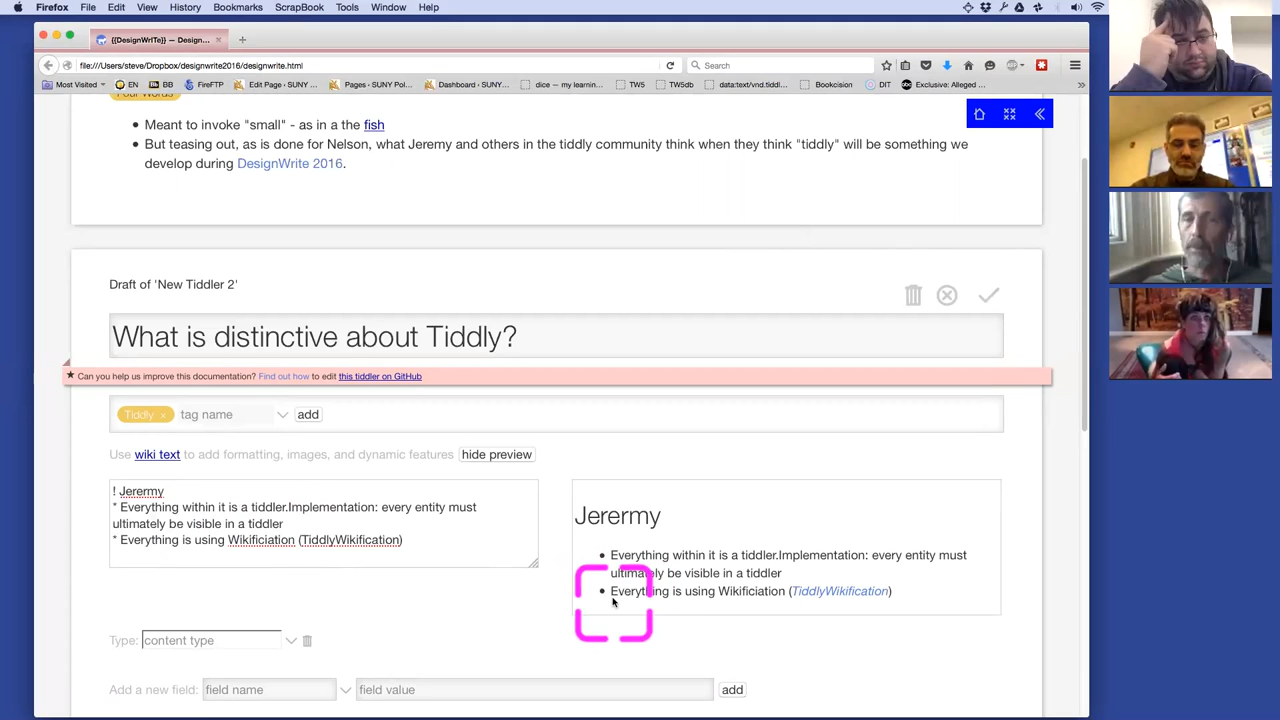 Firefox File Edit View History Bookmarks ScrapBook Tools Window Help
{{DesignWrITe}} — Design...
file:///Users/steve/Dropbox/designwrite2016/designwrite.html
Search
Most Visited EN BB FireFTP Edit Page - SUNY ... Pages - SUNY Pol... Dashboard - SUNY... dice — my learnin... TW5 TW5db data:text/vnd.tiddl... Bookcision DIT Exclusive: Alleged ...
Your Words
Meant to invoke "small" - as in a the fish
But teasing out, as is done for Nelson, what Jeremy and others in the tiddly community think when they think "tiddly" will be something we
develop during DesignWrite 2016.
Draft of 'New Tiddler 2'
What is distinctive about Tiddly?
Can you help us improve this documentation? Find out how to edit this tiddler on GitHub
Tiddly × tag name add
Use wiki text to add formatting, images, and dynamic features hide preview
! Jerermy
* Everything within it is a tiddler.Implementation: every entity must
ultimately be visible in a tiddler
* Everything is using Wikificiation (TiddlyWikification)
Jerermy
Everything within it is a tiddler.Implementation: every entity must
ultimately be visible in a tiddler
Everything is using Wikificiation (TiddlyWikification)
Type: content type
Add a new field: field name field value add